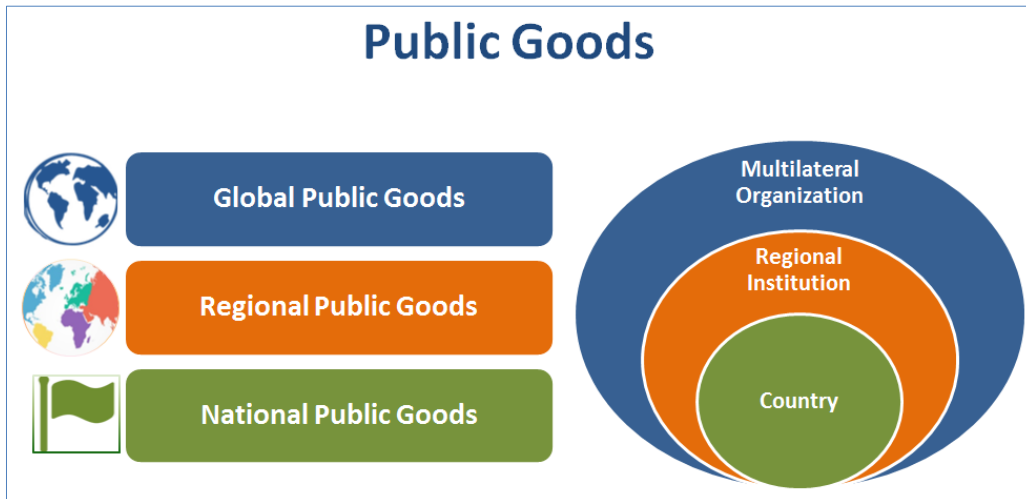 Public Goods
Global Public Goods
Regional Public Goods
National Public Goods
Multilateral
Organization
Regional
Institution
Country